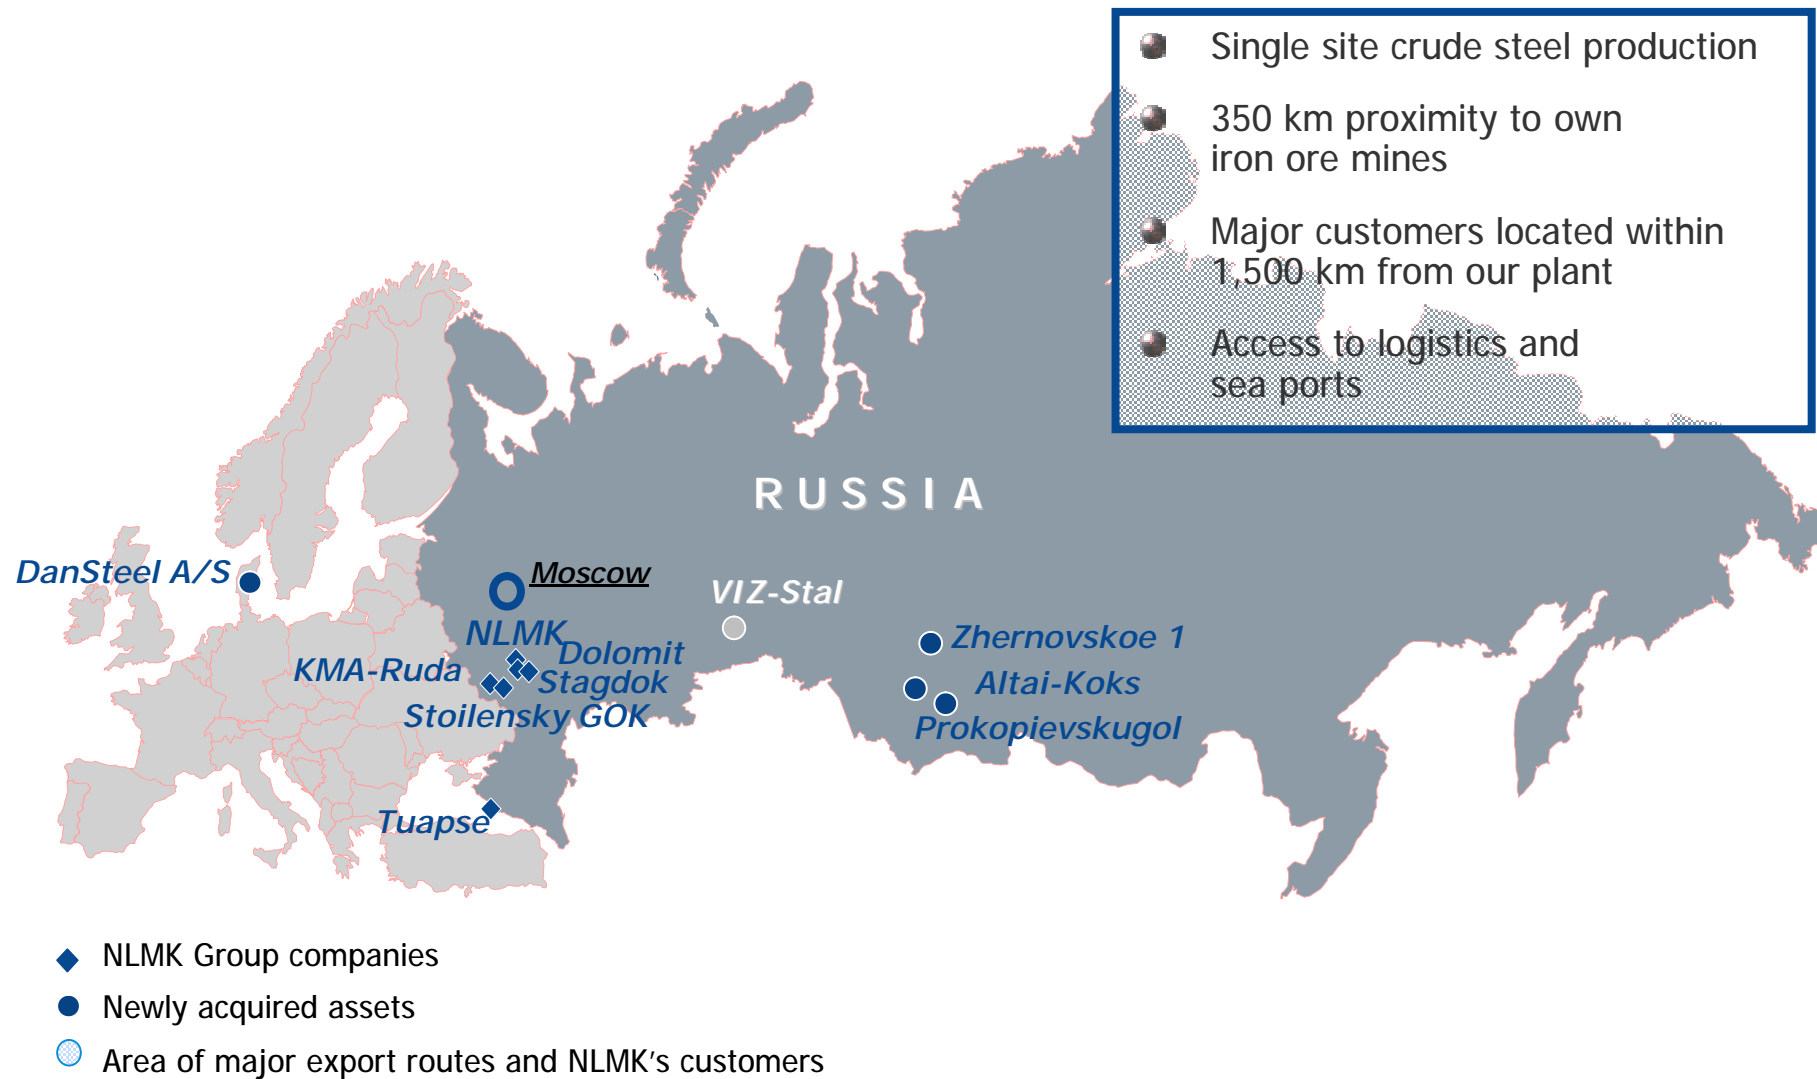 Single site crude steel production
350 km proximity to own
iron ore mines
Major customers located within
1,500 km from our plant
Access to logistics and
sea ports
RUSSIA
DanSteel A/S
Moscow
VIZ-Stal
NLMK
Dolomit
Zhernovskoe 1
KMA-Ruda
Stagdok
Altai-Koks
Stoilensky GOK
Prokopievskugol
Tuapse
NLMK Group companies
Newly acquired assets
Area of major export routes and NLMK's customers